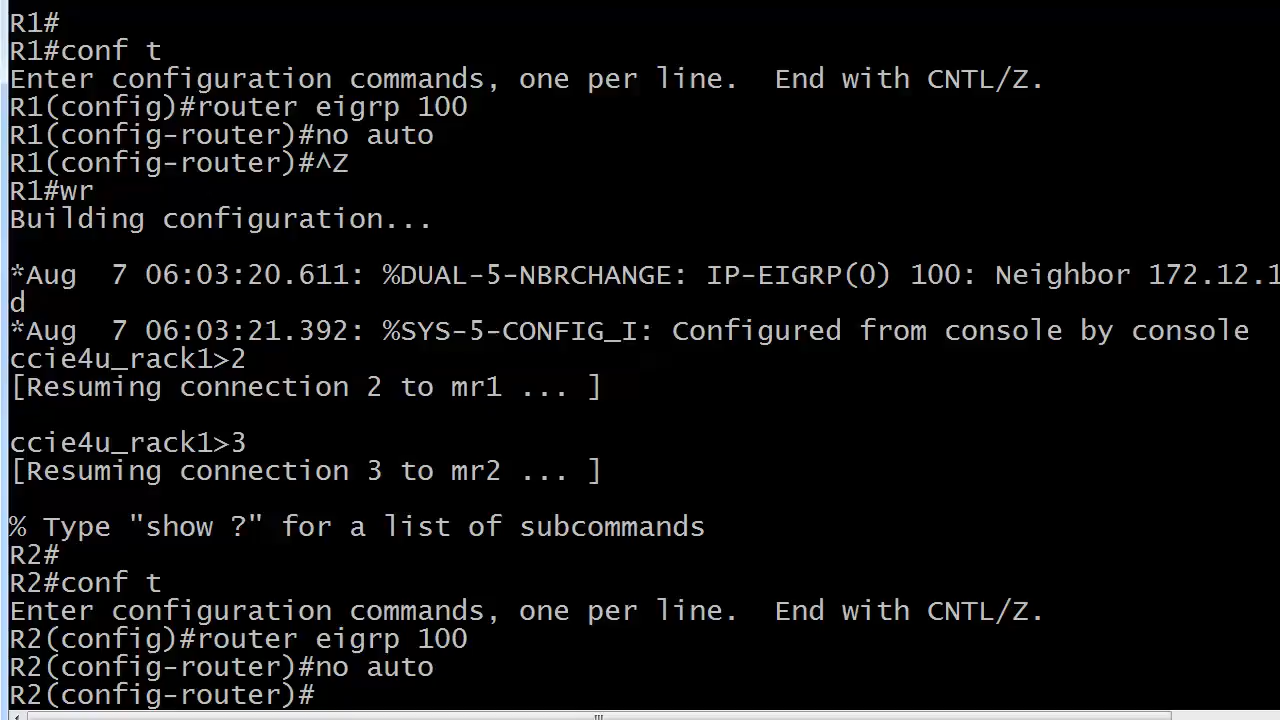 R1#
R1#conf t
Enter configuration commands, one per line.  End with CNTL/Z.
R1(config)#router eigrp 100
R1(config-router)#no auto
R1(config-router)#^Z
R1#wr
Building configuration...
*Aug  7 06:03:20.611: %DUAL-5-NBRCHANGE: IP-EIGRP(0) 100: Neighbor 172.12.1
d
*Aug  7 06:03:21.392: %SYS-5-CONFIG_I: Configured from console by console
ccie4u_rack1>2
[Resuming connection 2 to mr1 ... ]
ccie4u_rack1>3
[Resuming connection 3 to mr2 ... ]
% Type "show ?" for a list of subcommands
R2#
R2#conf t
Enter configuration commands, one per line.  End with CNTL/Z.
R2(config)#router eigrp 100
R2(config-router)#no auto
R2(config-router)#